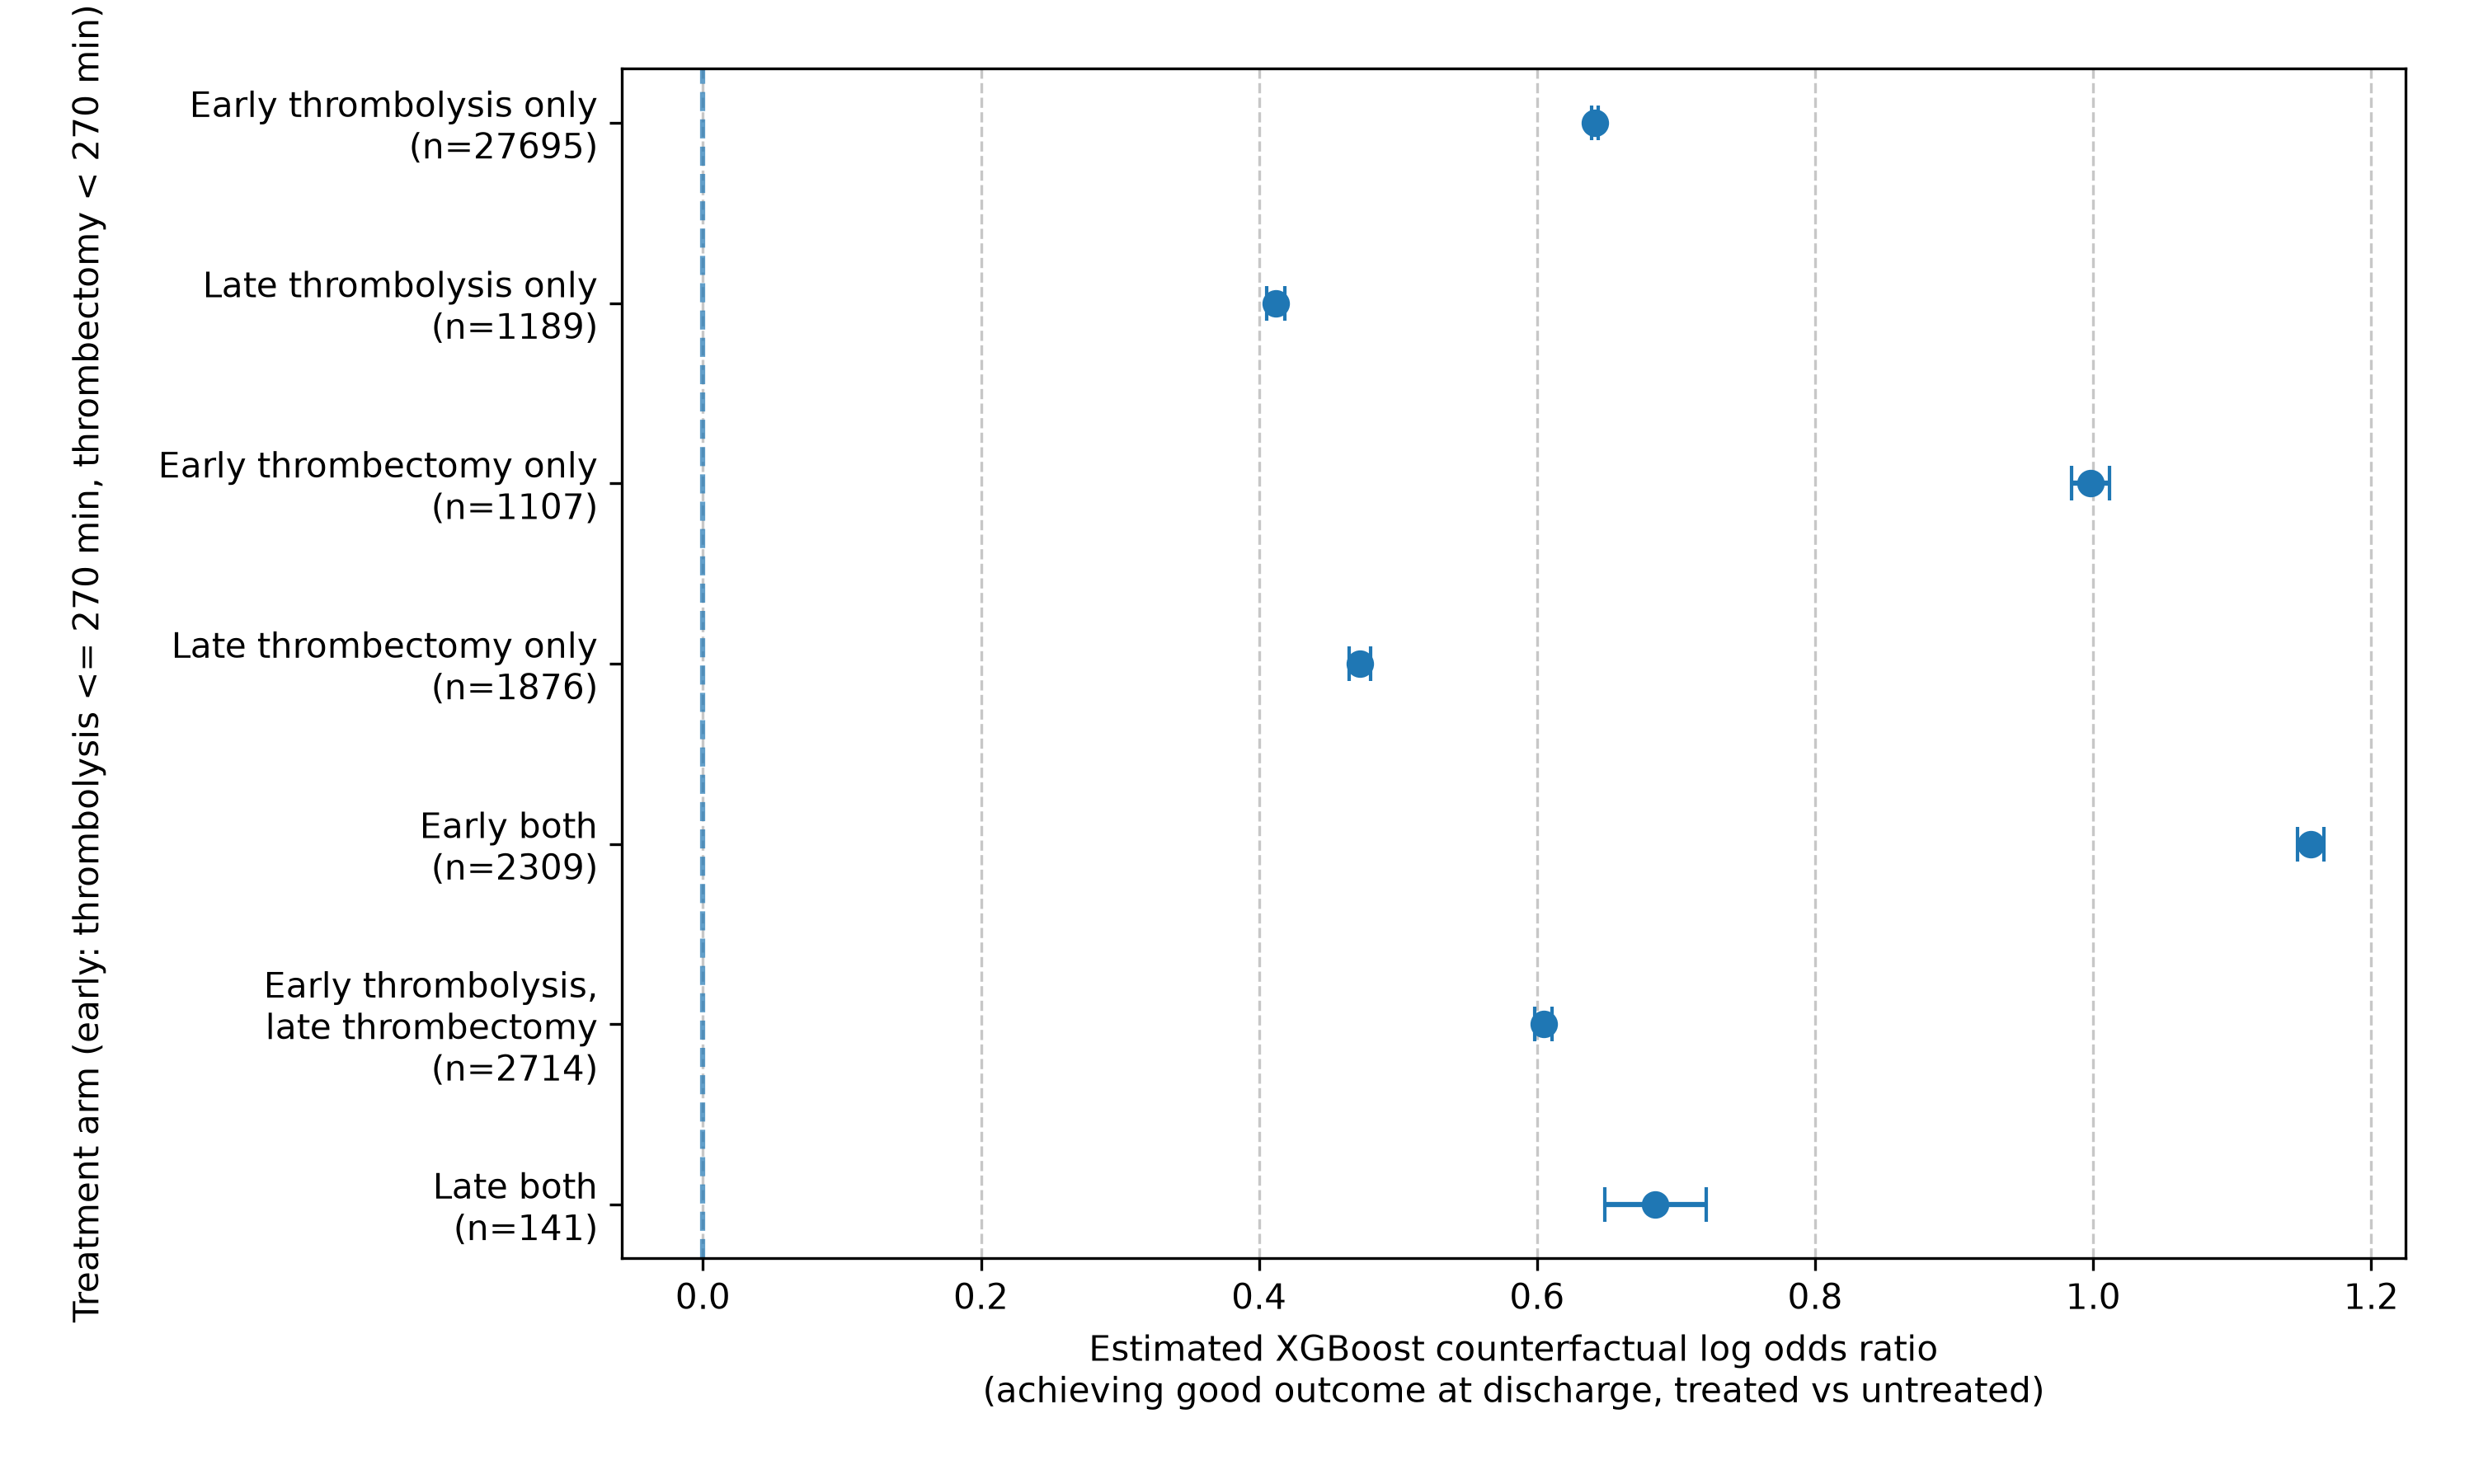 Treatment arm (early: thrombolysis <= 270 min, thrombectomy < 270 min)
Early thrombolysis only
(n=27695)
Late thrombolysis only
(n=1189)
Early thrombectomy only
(n=1107)
Late thrombectomy only
(n=1876)
Early both
(n=2309)
Early thrombolysis,
late thrombectomy
(n=2714)
Late both
(n=141)
0.0 0.2 0.4 0.6 0.8 1.0 1.2
Estimated XGBoost counterfactual log odds ratio
(achieving good outcome at discharge, treated vs untreated)